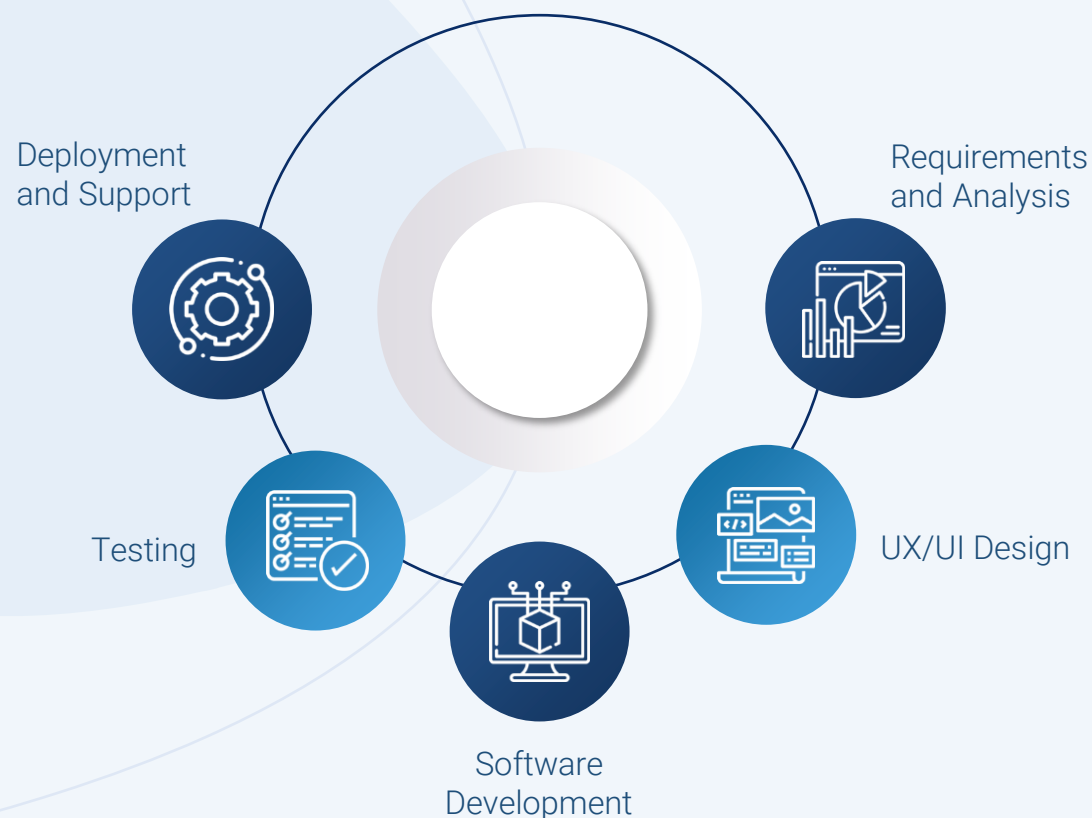 Deployment
and Support
Requirements
and Analysis
Testing
UX/UI Design
Software
Development